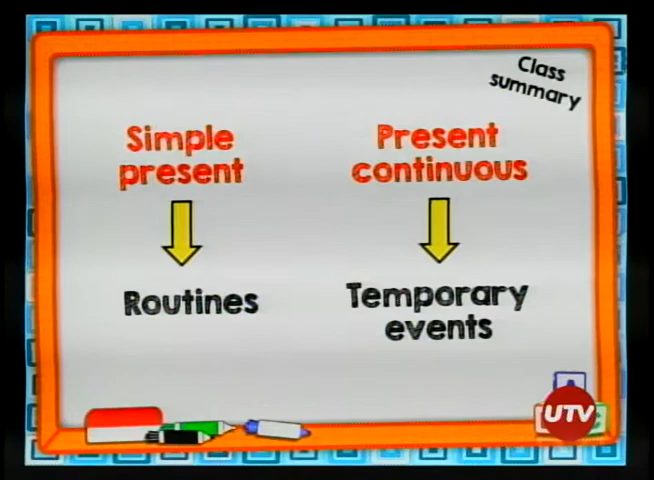 Class
summary
Simple
present
Present
continuous
Routines
Temporary
events
A
UTV
C